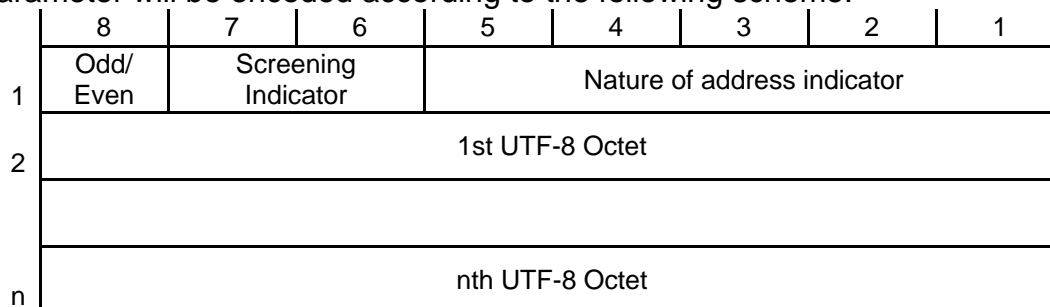 arameter will be encoded according to the following scheme:
8 7 6 5 4 3 2 1
Odd/ Screening
Even Indicator Nature of address indicator
1
1st UTF-8 Octet
2
nth UTF-8 Octet
n